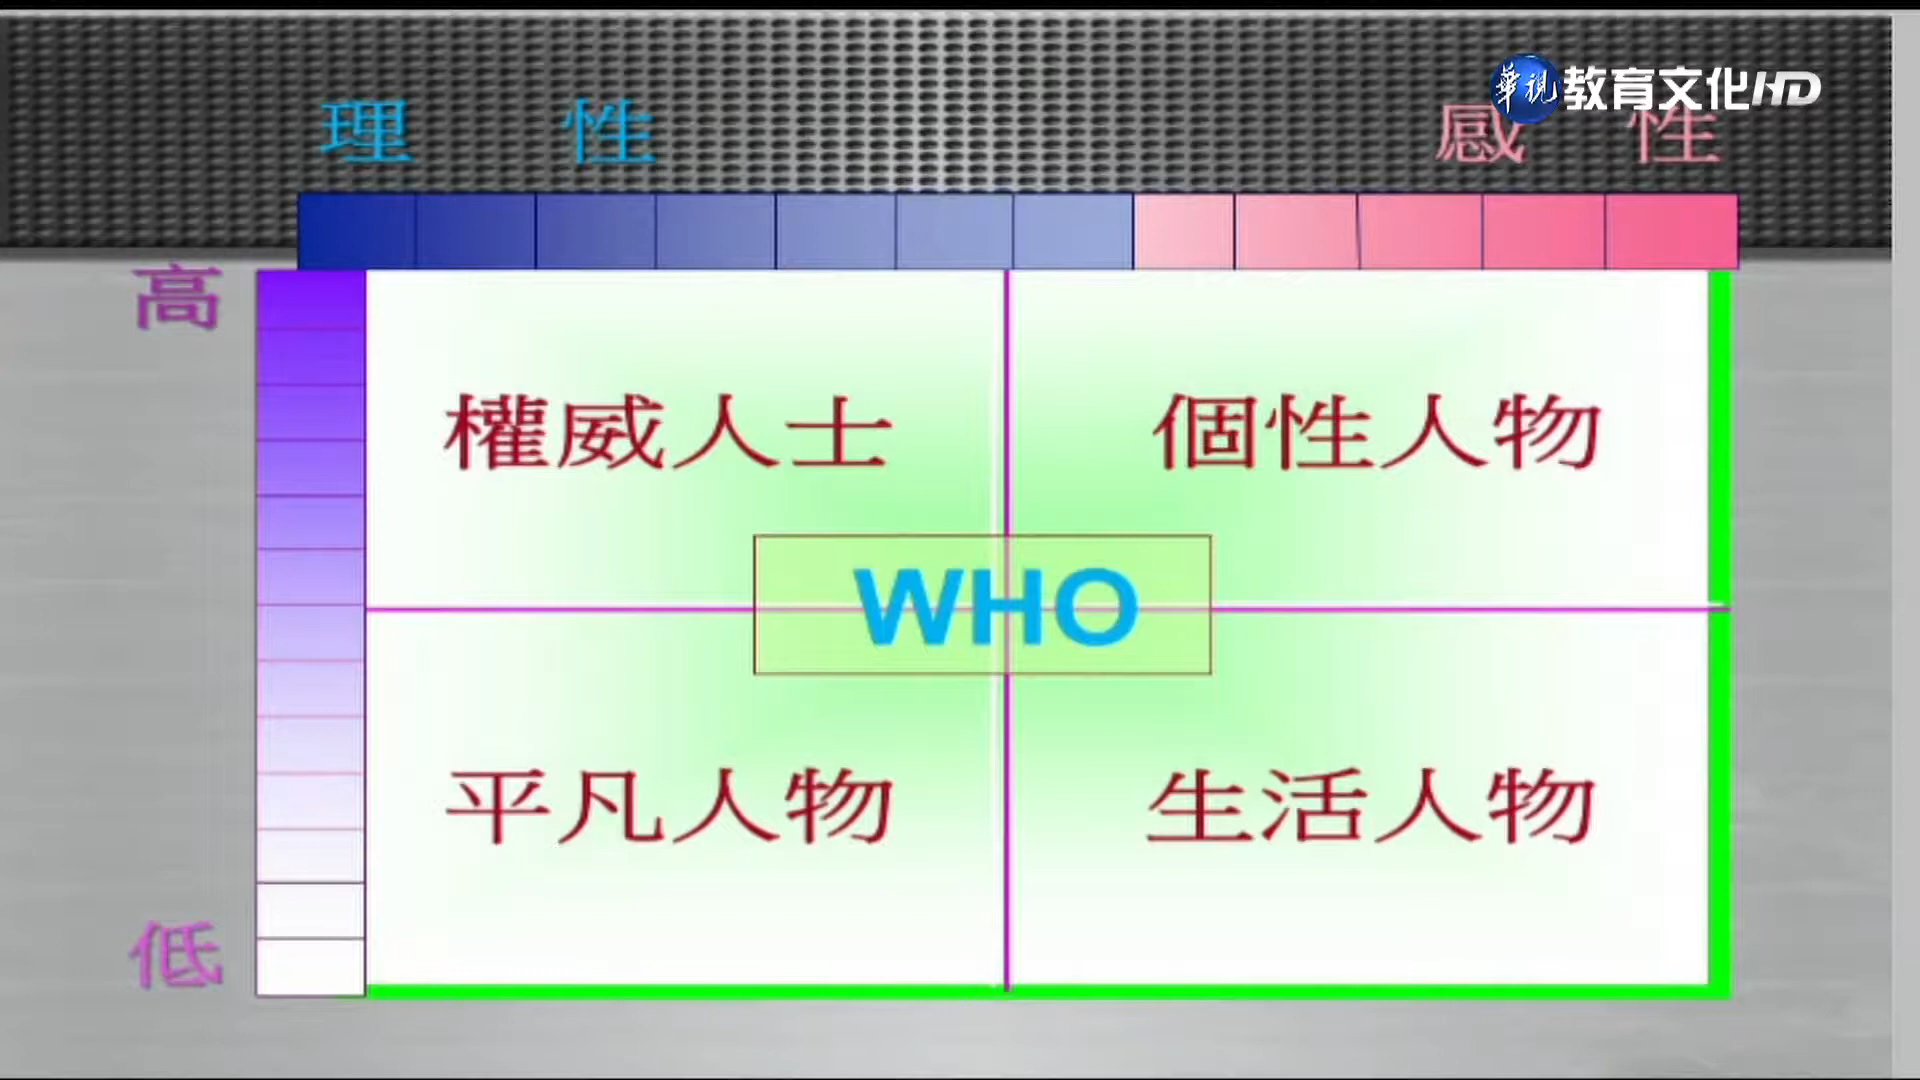 華視 教育文化HD
理性 感性
高
權威人士 個性人物
WHO
平凡人物 生活人物
低